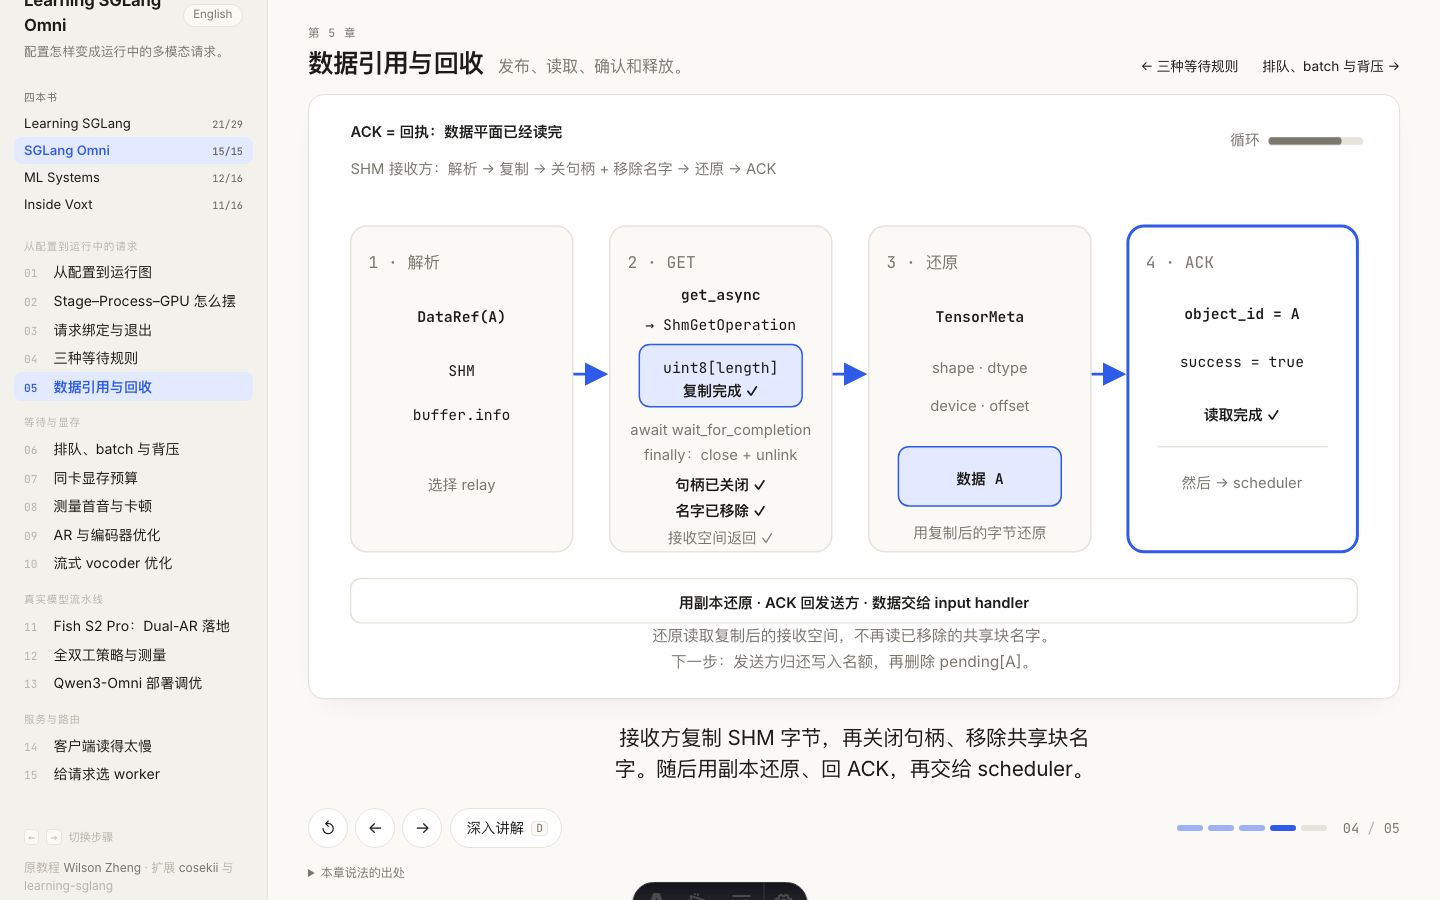 Learning SGLang
Omni
English
配置怎样变成运行中的多模态请求。
四本书
Learning SGLang 21/29
SGLang Omni 15/15
ML Systems 12/16
Inside Voxt 11/16
从配置到运行中的请求
01 从配置到运行图
02 Stage–Process–GPU 怎么摆
03 请求绑定与退出
04 三种等待规则
05 数据引用与回收
等待与显存
06 排队、batch 与背压
07 同卡显存预算
08 测量首音与卡顿
09 AR 与编码器优化
10 流式 vocoder 优化
真实模型流水线
11 Fish S2 Pro：Dual-AR 落地
12 全双工策略与测量
13 Qwen3-Omni 部署调优
服务与路由
14 客户端读得太慢
15 给请求选 worker
← → 切换步骤
原教程 Wilson Zheng · 扩展 cosekii 与
learning-sglang
第 5 章
数据引用与回收 发布、读取、确认和释放。
← 三种等待规则 排队、batch 与背压 →
ACK = 回执：数据平面已经读完
循环
SHM 接收方：解析 → 复制 → 关句柄 + 移除名字 → 还原 → ACK
1 · 解析
DataRef(A)
SHM
buffer.info
选择 relay
2 · GET
get_async
→ ShmGetOperation
uint8[length]
复制完成 ✓
await wait_for_completion
finally：close + unlink
句柄已关闭 ✓
名字已移除 ✓
接收空间返回 ✓
3 · 还原
TensorMeta
shape · dtype
device · offset
数据 A
用复制后的字节还原
4 · ACK
object_id = A
success = true
读取完成 ✓
然后 → scheduler
用副本还原 · ACK 回发送方 · 数据交给 input handler
还原读取复制后的接收空间，不再读已移除的共享块名字。
下一步：发送方归还写入名额，再删除 pending[A]。
接收方复制 SHM 字节，再关闭句柄、移除共享块名
字。随后用副本还原、回 ACK，再交给 scheduler。
← → 深入讲解 D
04 / 05
▶ 本章说法的出处